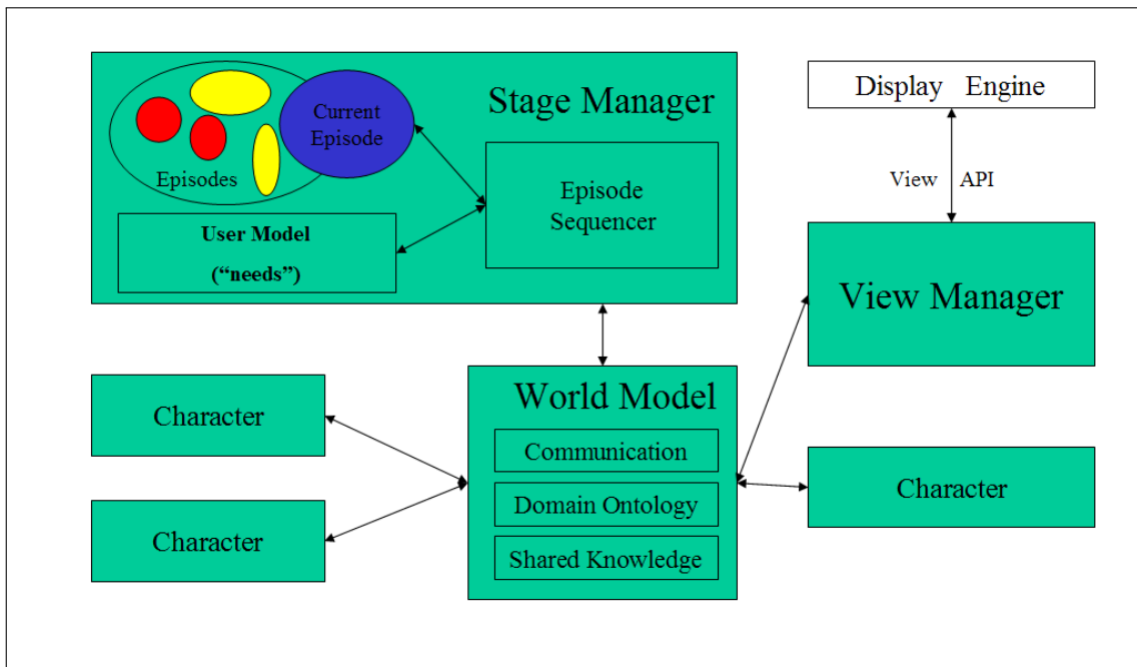 Stage Manager
Current
Episode
Episodes
Episode
Sequencer
User Model
(“needs”)
Display Engine
View API
View Manager
Character
Character
World Model
Communication
Domain Ontology
Shared Knowledge
Character